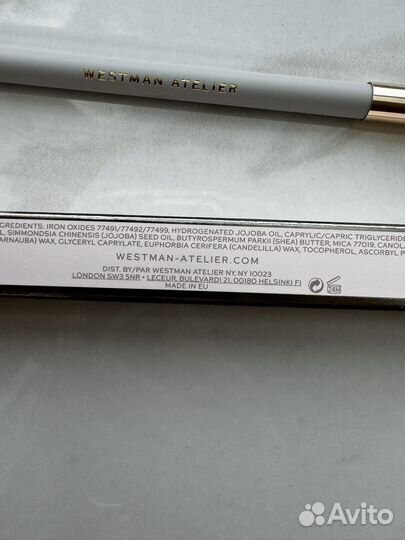 WESTMAN ATELIER
INGREDIENTS: IRON OXIDES 77491/77492/77499, HYDROGENATED JOJOBA OIL, CAPRYLIC/CAPRIC TRIGLYCERIDE
L, SIMMONDSIA CHINENSIS (JOJOBA) SEED OIL, BUTYROSPERMUM PARKII (SHEA) BUTTER, MICA 77019, CANOL
ARNAUBA) WAX, GLYCERYL CAPRYLATE, EUPHORBIA CERIFERA (CANDELILLA) WAX, TOCOPHEROL, ASCORBYL P
WESTMAN-ATELIER.COM
DIST. BY/PAR WESTMAN ATELIER NY, NY 10023
LONDON SW3 5NR • LECEUR, BULEVARDI 21, 00180 HELSINKI FI
MADE IN EU
24M
Avito